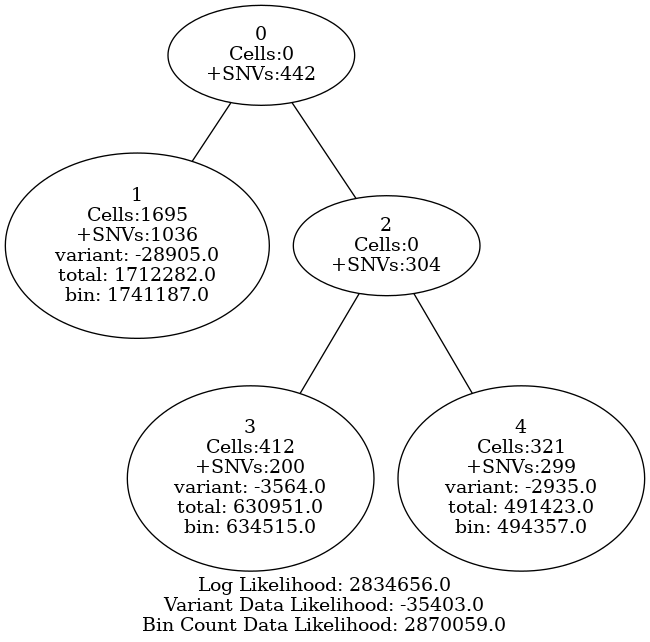 0
Cells:0
+SNVs:442
1
Cells:1695
+SNVs:1036
variant: -28905.0
total: 1712282.0
bin: 1741187.0
2
Cells:0
+SNVs:304
3
Cells:412
+SNVs:200
variant: -3564.0
total: 630951.0
bin: 634515.0
4
Cells:321
+SNVs:299
variant: -2935.0
total: 491423.0
bin: 494357.0
Log Likelihood: 2834656.0
Variant Data Likelihood: -35403.0
Bin Count Data Likelihood: 2870059.0